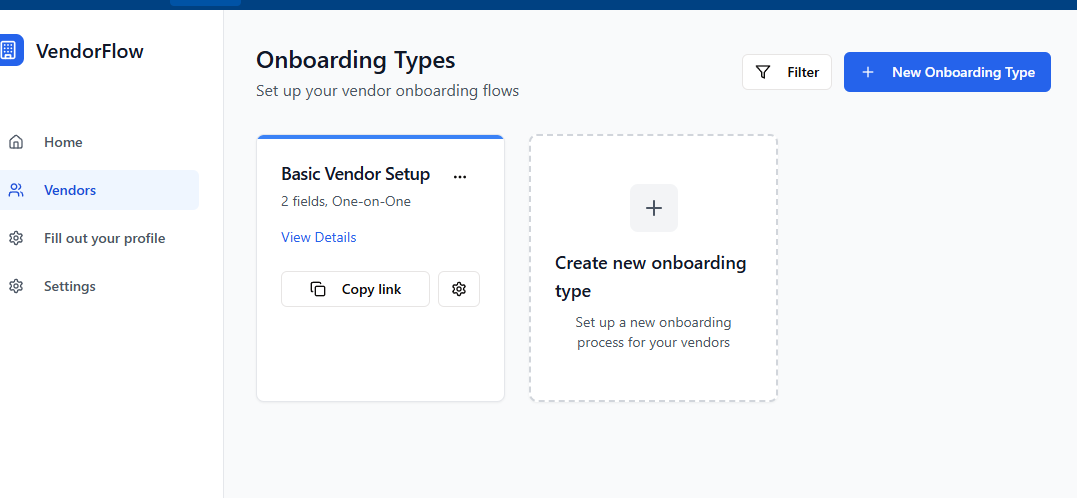 VendorFlow
Home
Vendors
Fill out your profile
Settings
Onboarding Types
Set up your vendor onboarding flows
Filter
New Onboarding Type
Basic Vendor Setup
2 fields, One-on-One
View Details
Copy link
Create new onboarding
type
Set up a new onboarding
process for your vendors